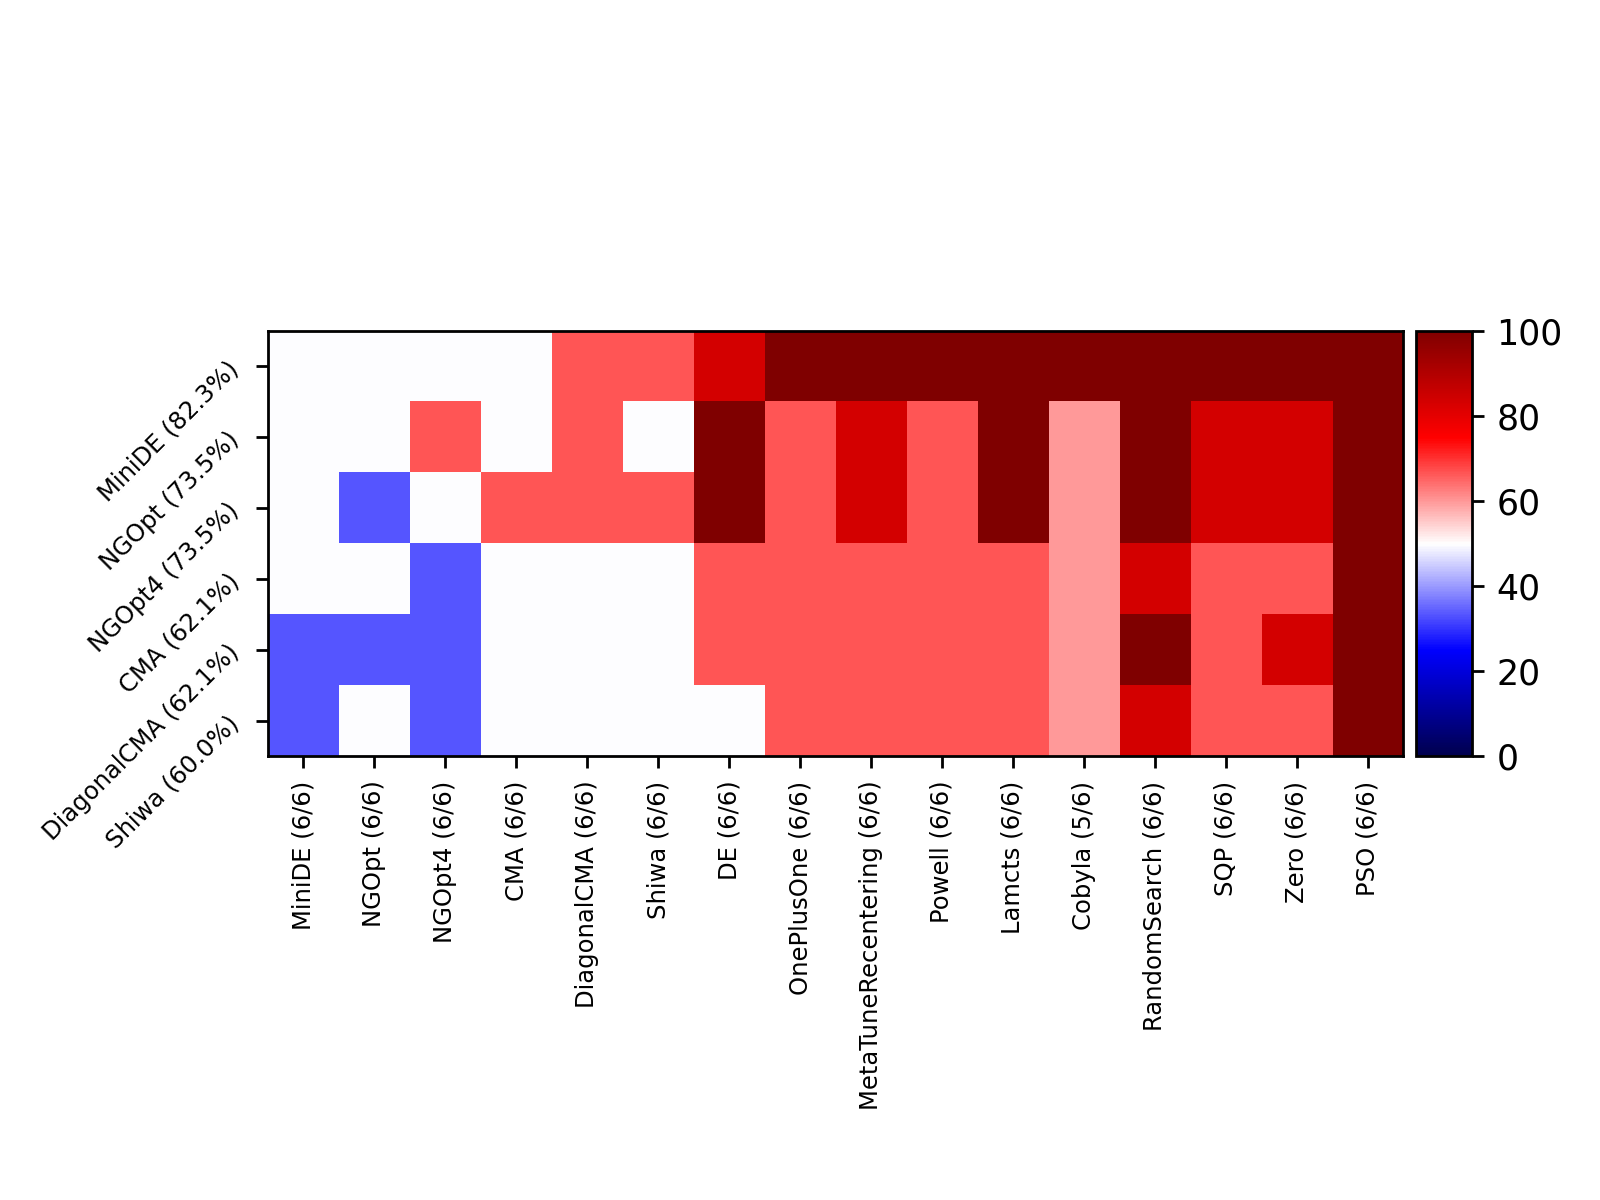 MiniDE (82.3%)
NGOpt (73.5%)
NGOpt4 (73.5%)
CMA (62.1%)
DiagonalCMA (62.1%)
Shiwa (60.0%)
MiniDE (6/6)
NGOpt (6/6)
NGOpt4 (6/6)
CMA (6/6)
DiagonalCMA (6/6)
Shiwa (6/6)
DE (6/6)
OnePlusOne (6/6)
MetaTuneRecentering (6/6)
Powell (6/6)
Lamcts (6/6)
Cobyla (5/6)
RandomSearch (6/6)
SQP (6/6)
Zero (6/6)
PSO (6/6)
100
80
60
40
20
0